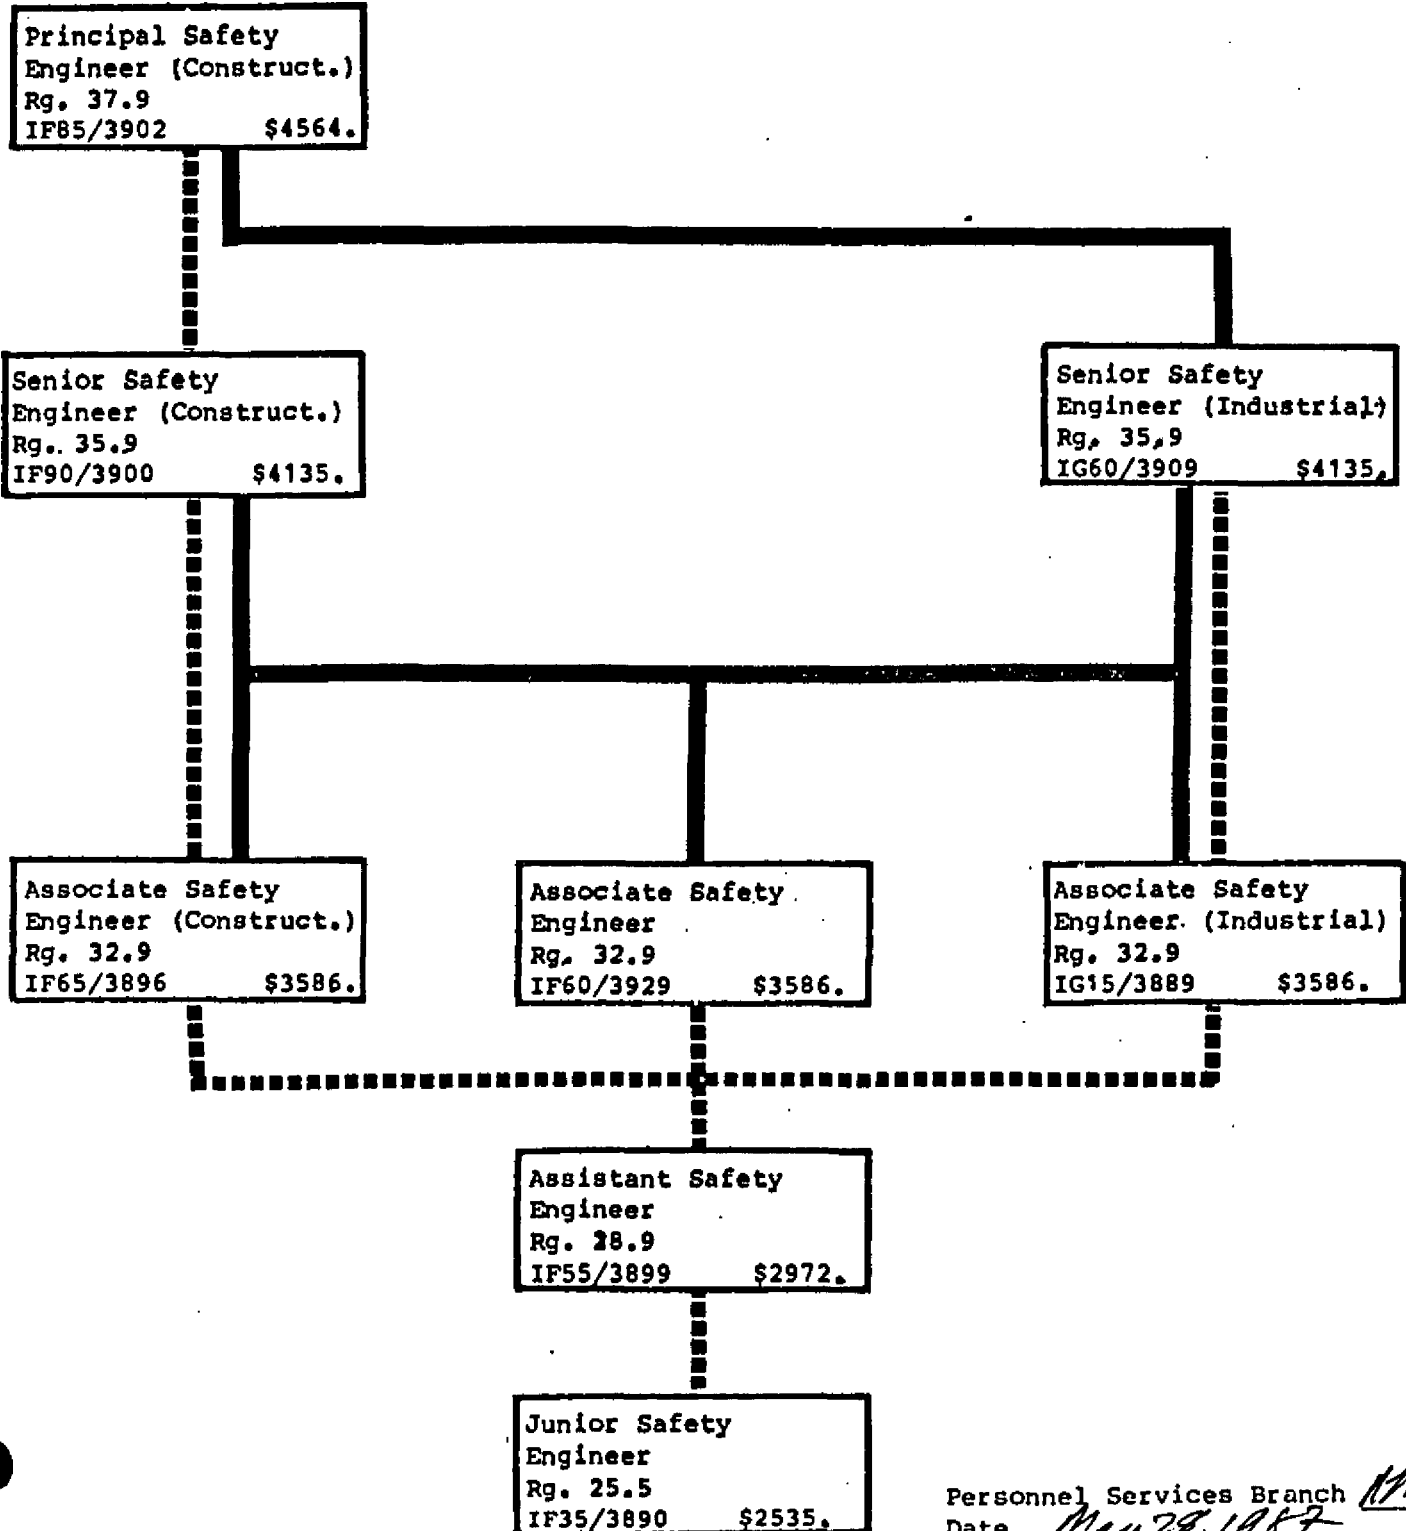 Principal Safety
Engineer (Construct.)
Rg. 37.9
IF85/3902 $4564.
Senior Safety
Engineer (Construct.)
Rg. 35.9
IF90/3900 $4135.
Senior Safety
Engineer (Industrial)
Rg. 35.9
IG60/3909 $4135.
Associate Safety
Engineer (Construct.)
Rg. 32.9
IF65/3896 $3586.
Associate Safety
Engineer
Rg. 32.9
IF60/3929 $3586.
Associate Safety
Engineer (Industrial)
Rg. 32.9
IG15/3889 $3586.
Assistant Safety
Engineer
Rg. 28.9
IF55/3899 $2972.
Junior Safety
Engineer
Rg. 25.5
IF35/3890 $2535.
Personnel Services Branch
Date May 28, 1987